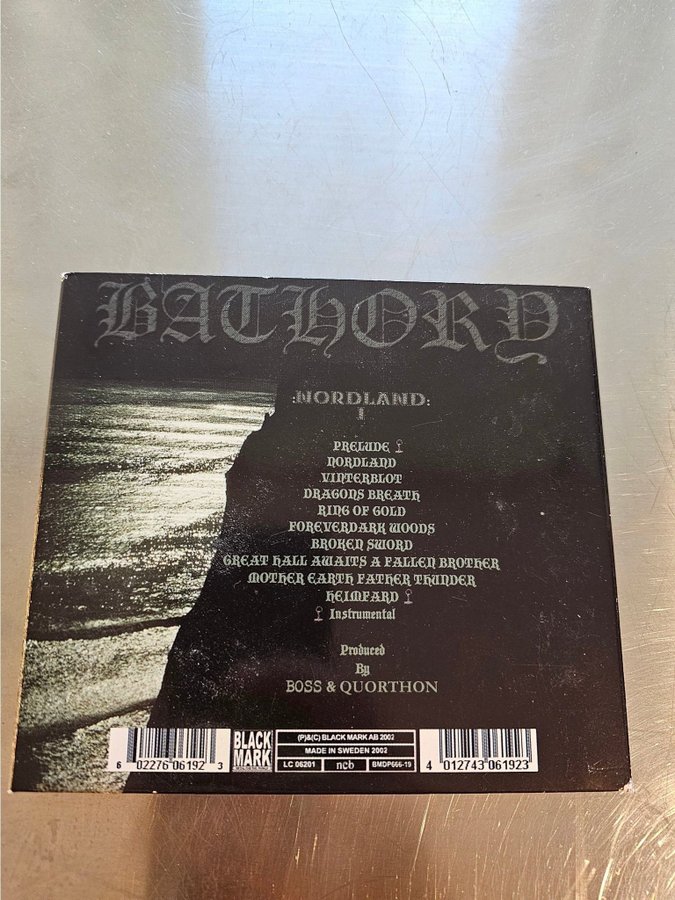 BATHORY
:NORDLAND:
I
PRELUDE
NORDLAND
VINTERBLOT
DRAGONS BREATH
RING OF GOLD
FOREVERDARK WOODS
BROKEN SWORD
GREAT HALL AWAITS A FALLEN BROTHER
MOTHER EARTH FATHER THUNDER
HEIMFARD
Instrumental
Produced
By
BOSS & QUORTHON
6 02276 06192 3
BLACK
MARK
(P)&(C) BLACK MARK AB 2002
MADE IN SWEDEN 2002
LC 06201 ncb BMDP666-19
4 012743 061923